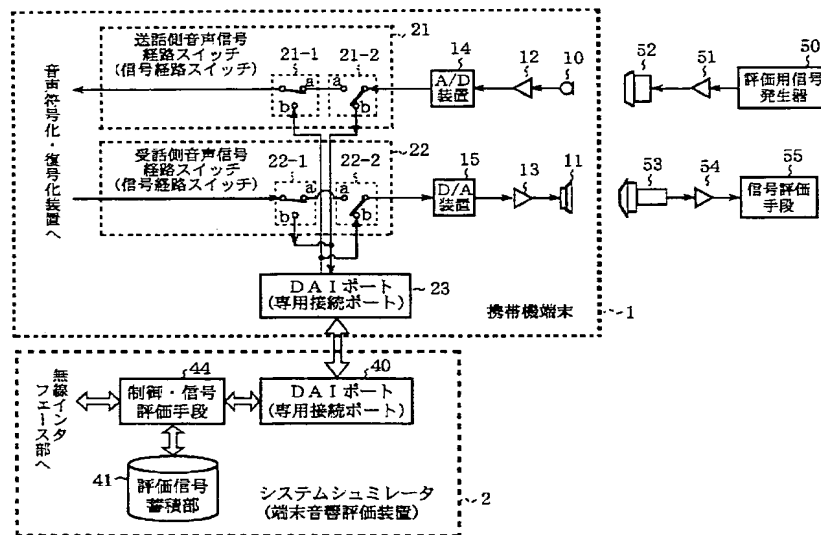 送話側音声信号
経路スイッチ
(信号経路スイッチ)
21
21-1
21-2
a
a
b
b
14
A/D
装置
12
10
52
51
50
評価用信号
発生器
音声符号化・復号化装置へ
受話側音声信号
経路スイッチ
(信号経路スイッチ)
22
22-1
22-2
a
a
b
b
15
D/A
装置
13
11
53
54
55
信号評価
手段
DAIポート
(専用接続ポート)
23
携帯機端末
1
無線インタ
フェース部へ
44
制御・信号
評価手段
40
DAIポート
(専用接続ポート)
41
評価信号
蓄積部
システムシュミレータ
(端末音響評価装置)
2